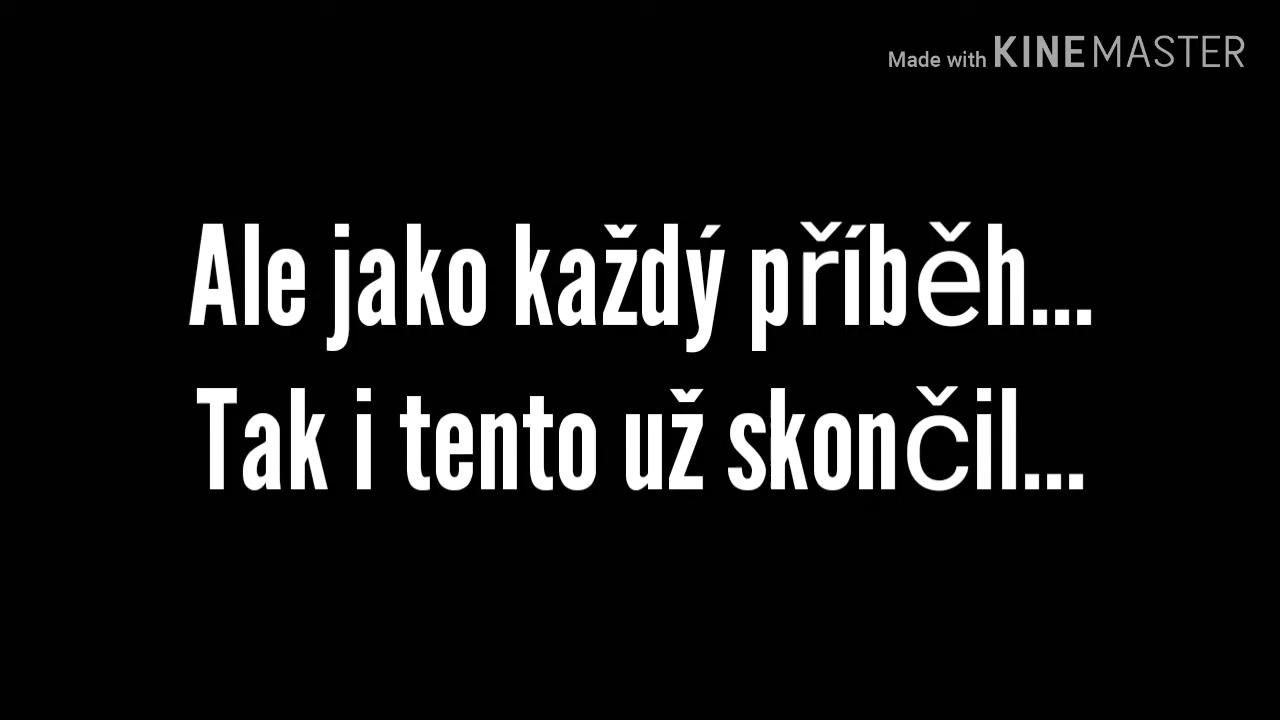 Made with KINEMASTER
Ale jako každý příběh...
Tak i tento už skončil...